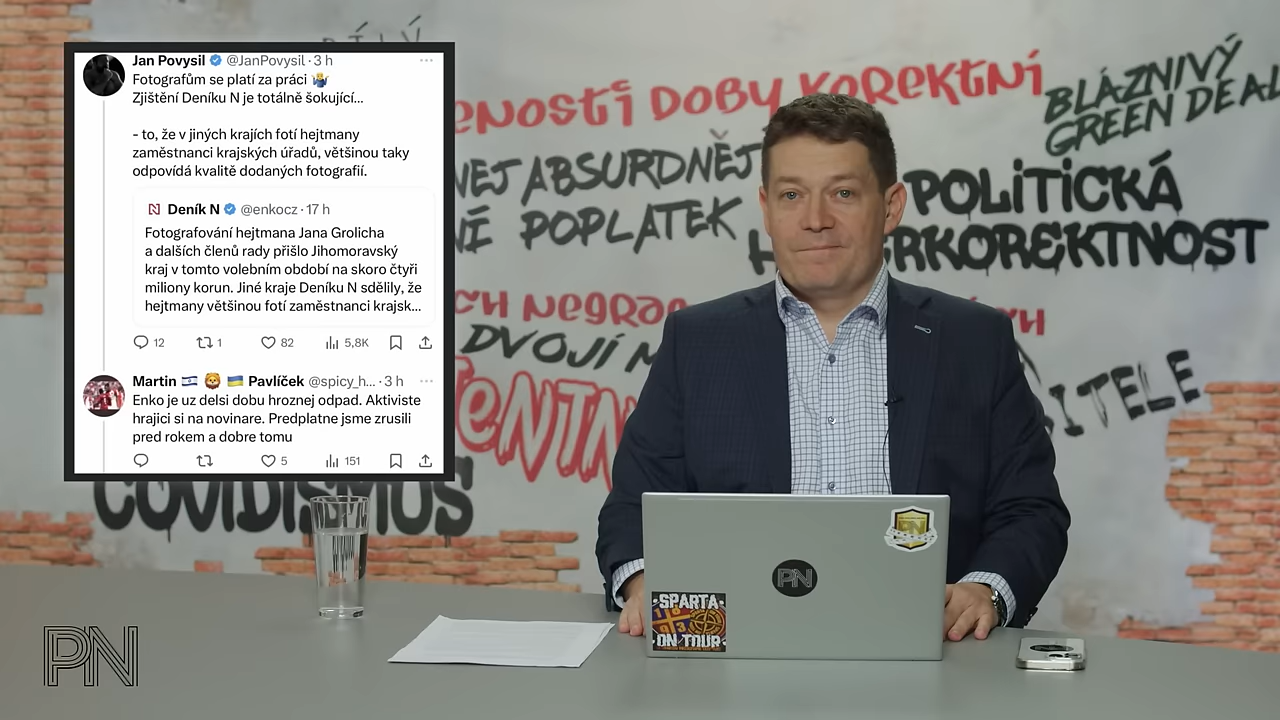 Jan Povysil @JanPovysil · 3 h
Fotografům se platí za práci 🤷‍♂️
Zjištění Deníku N je totálně šokující...
- to, že v jiných krajích fotí hejtmany
zaměstnanci krajských úřadů, většinou taky
odpovídá kvalitě dodaných fotografií.
N Deník N @enkocz · 17 h
Fotografování hejtmana Jana Grolicha
a dalších členů rady přišlo Jihomoravský
kraj v tomto volebním období na skoro čtyři
miliony korun. Jiné kraje Deníku N sdělily, že
hejtmany většinou fotí zaměstnanci krajsk...
12 1 82 5,8K
Martin 🇮🇱 🦁 🇺🇦 Pavlíček @spicy_h... · 3 h
Enko je uz delsi dobu hroznej odpad. Aktiviste
hrajici si na novinare. Predplatne jsme zrusili
pred rokem a dobre tomu
5 151
DOBY KOREKTNÍ
BLÁZNIVÝ
GREEN DEAL
NEJ ABSURDNĚJ
POPLATEK
POLITICKÁ
RKOREKTNOST
DVOJÍ
COVIDISMUS
PN
PN
SPARTA
ON TOUR
PN